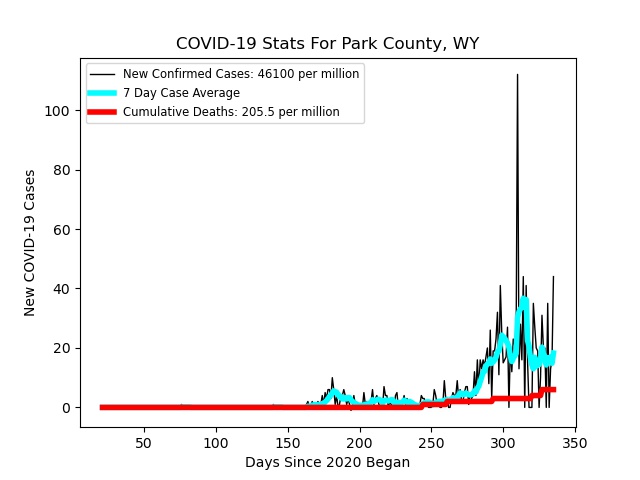 COVID-19 Stats For Park County, WY
New Confirmed Cases: 46100 per million
7 Day Case Average
Cumulative Deaths: 205.5 per million
New COVID-19 Cases
100
80
60
40
20
0
50 100 150 200 250 300 350
Days Since 2020 Began